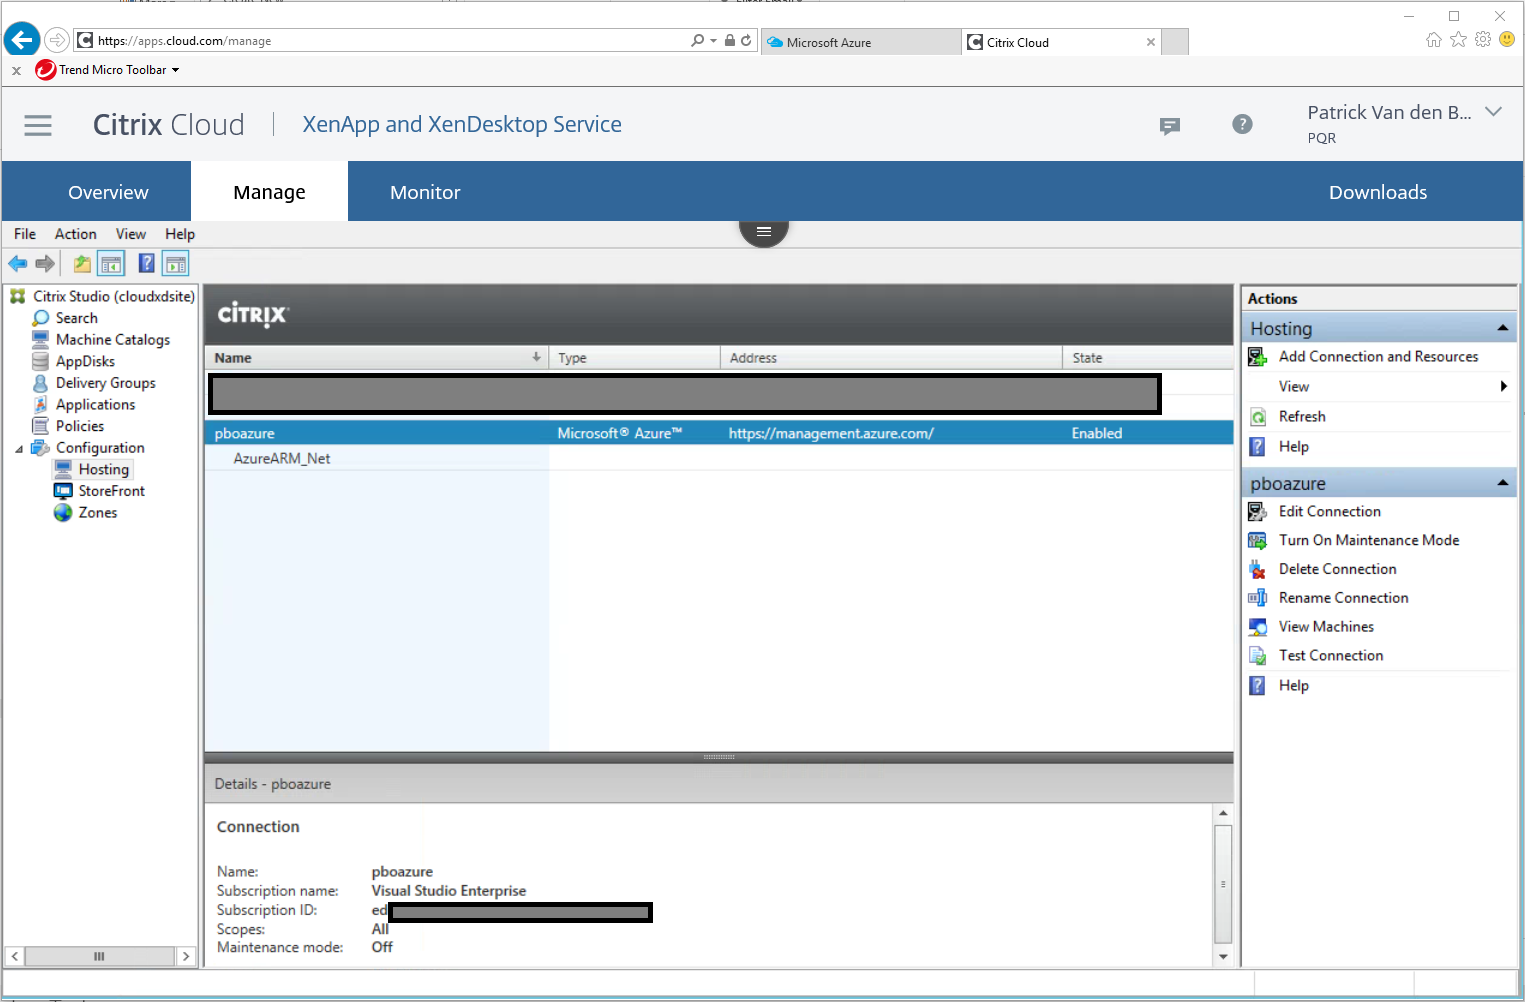 https://apps.cloud.com/manage
Microsoft Azure
Citrix Cloud
x Trend Micro Toolbar
Citrix Cloud
XenApp and XenDesktop Service
Patrick Van den B...
PQR
Overview
Manage
Monitor
Downloads
File Action View Help
Citrix Studio (cloudxdsite)
Search
Machine Catalogs
AppDisks
Delivery Groups
Applications
Policies
Configuration
Hosting
StoreFront
Zones
CITRIX
Name Type Address State
pboazure Microsoft® Azure™ https://management.azure.com/ Enabled
AzureARM_Net
Details - pboazure
Connection
Name: pboazure
Subscription name: Visual Studio Enterprise
Subscription ID: ed
Scopes: All
Maintenance mode: Off
Actions
Hosting
Add Connection and Resources
View
Refresh
Help
pboazure
Edit Connection
Turn On Maintenance Mode
Delete Connection
Rename Connection
View Machines
Test Connection
Help